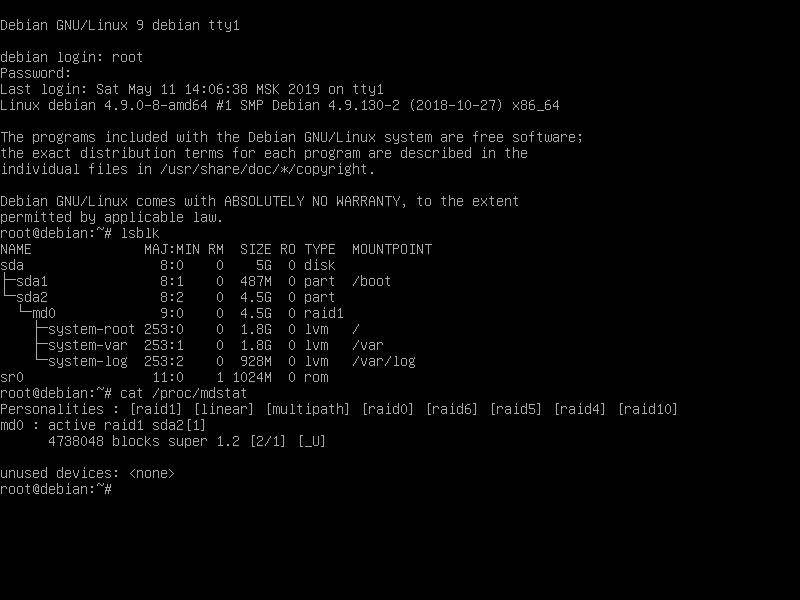 Debian GNU/Linux 9 debian tty1

debian login: root
Password:
Last login: Sat May 11 14:06:38 MSK 2019 on tty1
Linux debian 4.9.0-8-amd64 #1 SMP Debian 4.9.130-2 (2018-10-27) x86_64

The programs included with the Debian GNU/Linux system are free software;
the exact distribution terms for each program are described in the
individual files in /usr/share/doc/*/copyright.

Debian GNU/Linux comes with ABSOLUTELY NO WARRANTY, to the extent
permitted by applicable law.
root@debian:~# lsblk
NAME              MAJ:MIN RM  SIZE RO TYPE  MOUNTPOINT
sda                 8:0    0    5G  0 disk
├─sda1              8:1    0  487M  0 part  /boot
└─sda2              8:2    0  4.5G  0 part
  └─md0             9:0    0  4.5G  0 raid1
    ├─system-root 253:0    0  1.8G  0 lvm   /
    ├─system-var  253:1    0  1.8G  0 lvm   /var
    └─system-log  253:2    0  928M  0 lvm   /var/log
sr0                11:0    1 1024M  0 rom
root@debian:~# cat /proc/mdstat
Personalities : [raid1] [linear] [multipath] [raid0] [raid6] [raid5] [raid4] [raid10]
md0 : active raid1 sda2[1]
      4738048 blocks super 1.2 [2/1] [_U]

unused devices: <none>
root@debian:~#